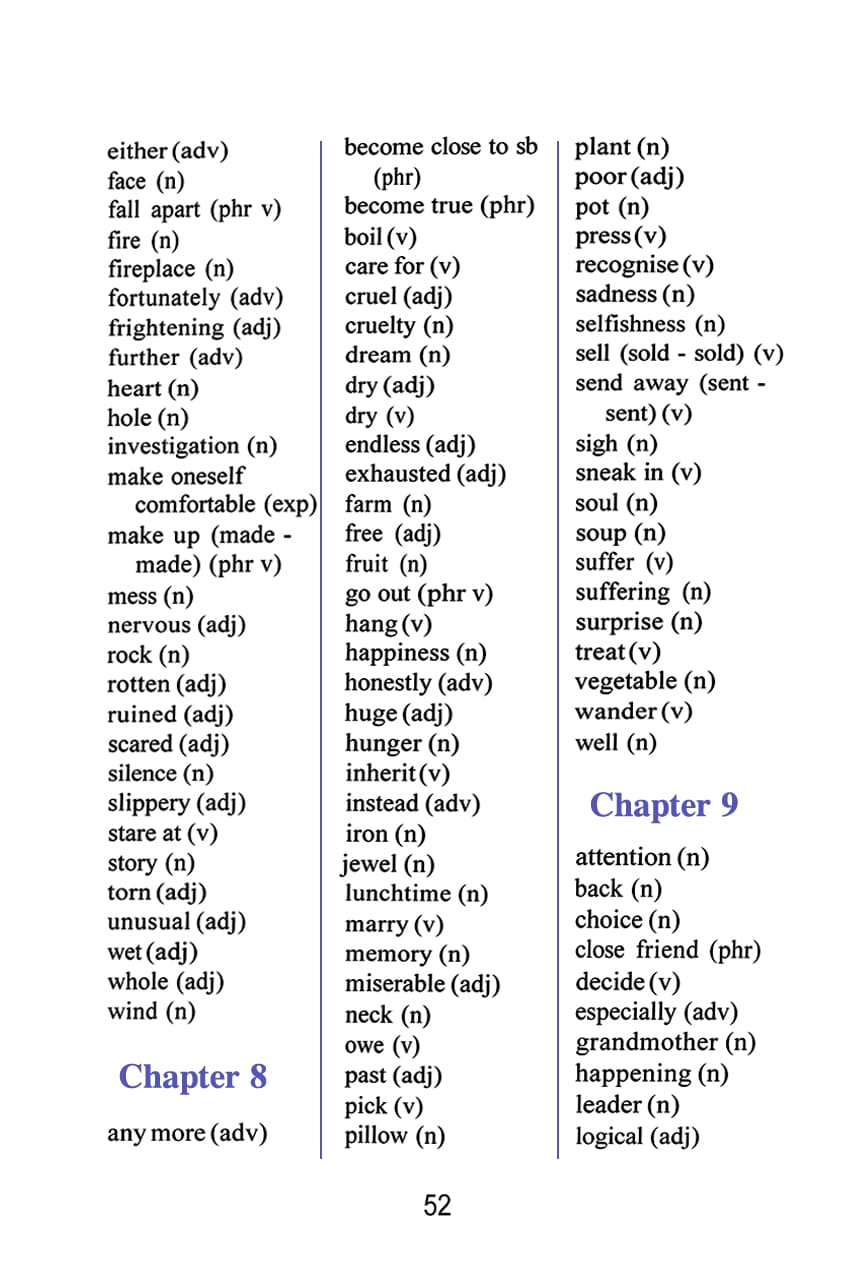 either (adv)
face (n)
fall apart (phr v)
fire (n)
fireplace (n)
fortunately (adv)
frightening (adj)
further (adv)
heart (n)
hole (n)
investigation (n)
make oneself
comfortable (exp)
make up (made -
made) (phr v)
mess (n)
nervous (adj)
rock (n)
rotten (adj)
ruined (adj)
scared (adj)
silence (n)
slippery (adj)
stare at (v)
story (n)
torn (adj)
unusual (adj)
wet (adj)
whole (adj)
wind (n)
Chapter 8
any more (adv)
become close to sb
(phr)
become true (phr)
boil (v)
care for (v)
cruel (adj)
cruelty (n)
dream (n)
dry (adj)
dry (v)
endless (adj)
exhausted (adj)
farm (n)
free (adj)
fruit (n)
go out (phr v)
hang (v)
happiness (n)
honestly (adv)
huge (adj)
hunger (n)
inherit (v)
instead (adv)
iron (n)
jewel (n)
lunchtime (n)
marry (v)
memory (n)
miserable (adj)
neck (n)
owe (v)
past (adj)
pick (v)
pillow (n)
plant (n)
poor (adj)
pot (n)
press (v)
recognise (v)
sadness (n)
selfishness (n)
sell (sold - sold) (v)
send away (sent -
sent) (v)
sigh (n)
sneak in (v)
soul (n)
soup (n)
suffer (v)
suffering (n)
surprise (n)
treat (v)
vegetable (n)
wander (v)
well (n)
Chapter 9
attention (n)
back (n)
choice (n)
close friend (phr)
decide (v)
especially (adv)
grandmother (n)
happening (n)
leader (n)
logical (adj)
52